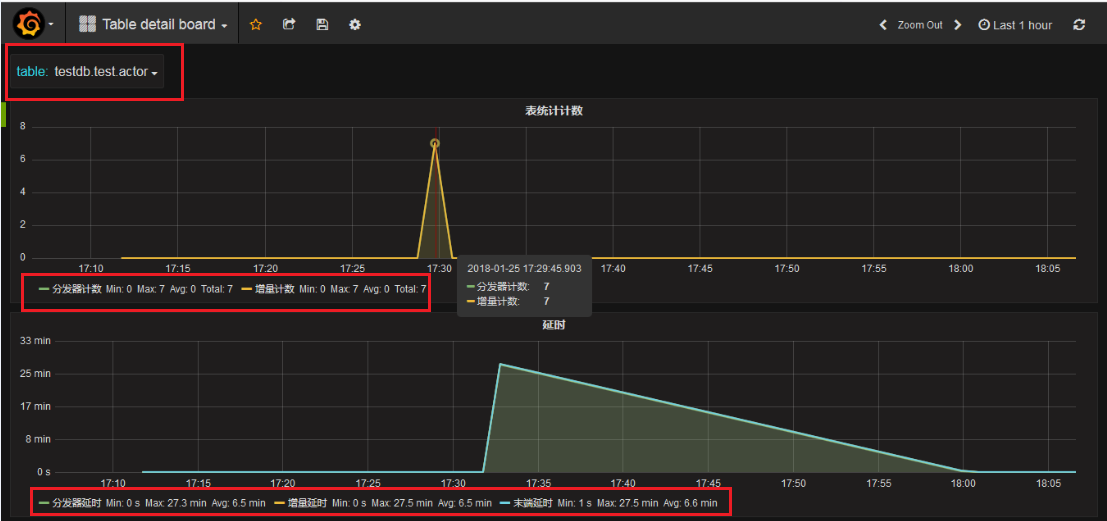 Table detail board Zoom Out Last 1 hour
table: testdb.test.actor
表统计计数
8
6
4
2
0
17:10 17:15 17:20 17:25 17:30 17:35 17:40 17:45 17:50 17:55 18:00 18:05
2018-01-25 17:29:45.903
分发器计数: 7
增量计数: 7
分发器计数 Min: 0 Max: 7 Avg: 0 Total: 7 增量计数 Min: 0 Max: 7 Avg: 0 Total: 7
延时
33 min
25 min
17 min
8 min
0 s
17:10 17:15 17:20 17:25 17:30 17:35 17:40 17:45 17:50 17:55 18:00 18:05
分发器延时 Min: 0 s Max: 27.3 min Avg: 6.5 min 增量延时 Min: 0 s Max: 27.5 min Avg: 6.5 min 末端延时 Min: 1 s Max: 27.5 min Avg: 6.6 min